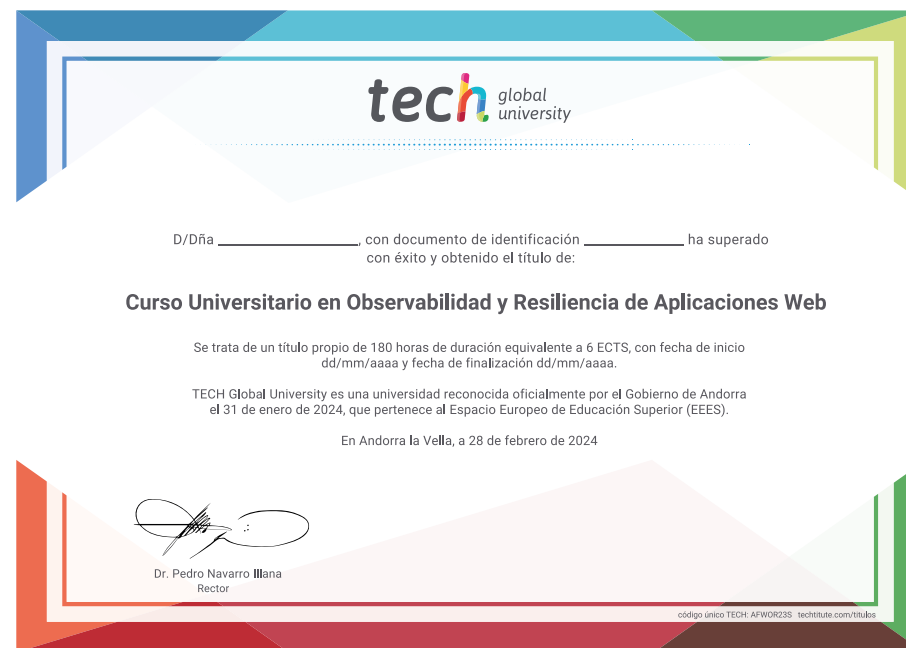 tech global university
D/Dña ____________________, con documento de identificación ______________ ha superado
con éxito y obtenido el título de:
Curso Universitario en Observabilidad y Resiliencia de Aplicaciones Web
Se trata de un título propio de 180 horas de duración equivalente a 6 ECTS, con fecha de inicio
dd/mm/aaaa y fecha de finalización dd/mm/aaaa.
TECH Global University es una universidad reconocida oficialmente por el Gobierno de Andorra
el 31 de enero de 2024, que pertenece al Espacio Europeo de Educación Superior (EEES).
En Andorra la Vella, a 28 de febrero de 2024
Dr. Pedro Navarro Illana
Rector
código único TECH: AFWOR23S techtitute.com/titulos